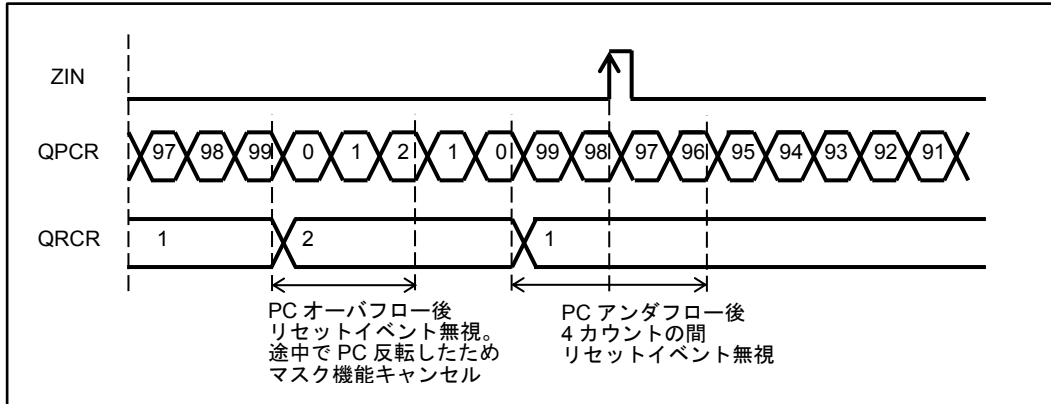 ZIN
QPCR 97 98 99 0 1 2 1 0 99 98 97 96 95 94 93 92 91
QRCR 1 2 1
PC オーバフロー後
リセットイベント無視。
途中で PC 反転したため
マスク機能キャンセル
PC アンダフロー後
4 カウントの間
リセットイベント無視